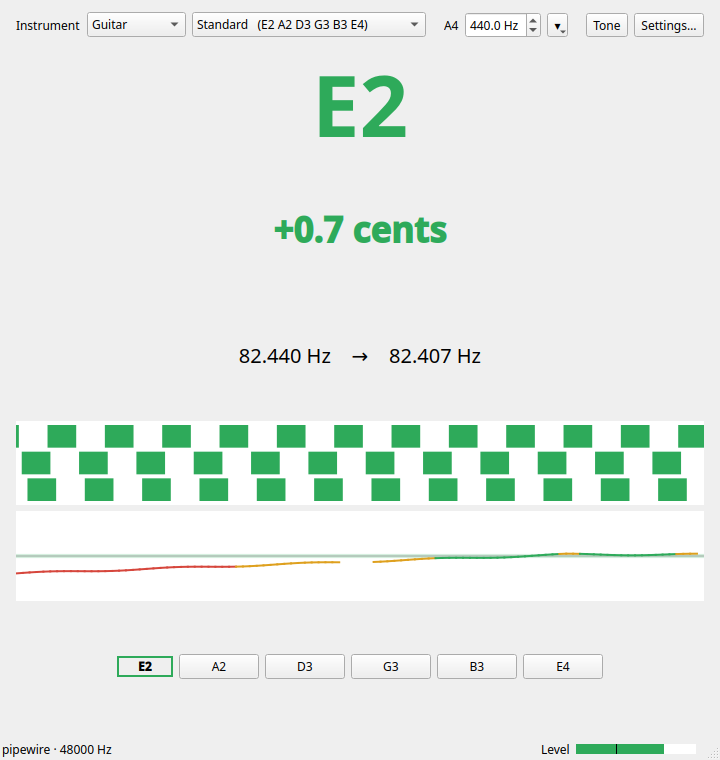 Instrument Guitar Standard (E2 A2 D3 G3 B3 E4) A4 440.0 Hz Tone Settings...
E2
+0.7 cents
82.440 Hz → 82.407 Hz
E2 A2 D3 G3 B3 E4
pipewire · 48000 Hz Level